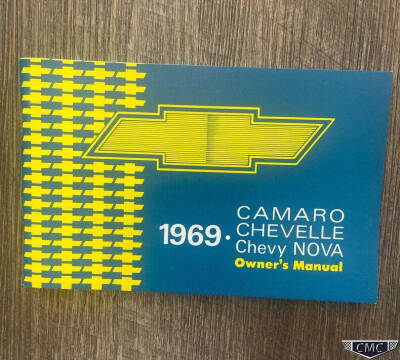 CAMARO
1969 • CHEVELLE
Chevy NOVA
Owner's Manual
CMC